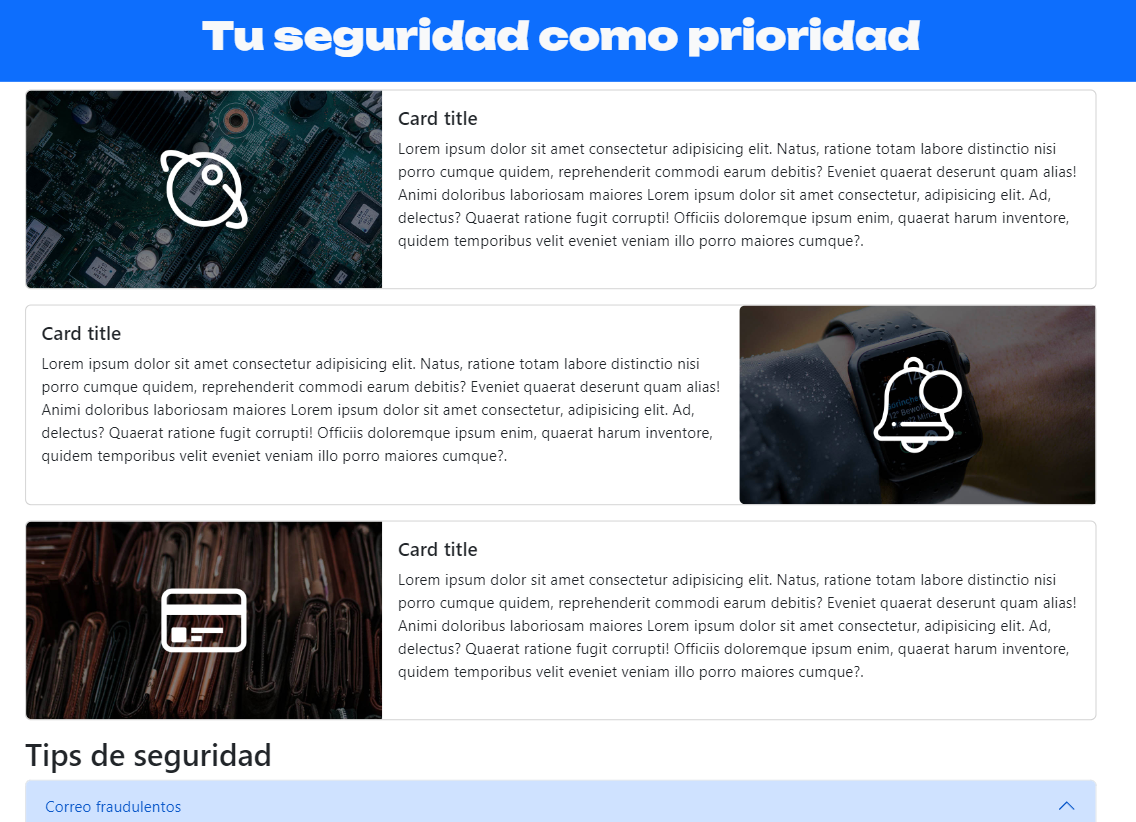 Tu seguridad como prioridad
Card title
Lorem ipsum dolor sit amet consectetur adipisicing elit. Natus, ratione totam labore distinctio nisi
porro cumque quidem, reprehenderit commodi earum debitis? Eveniet quaerat deserunt quam alias!
Animi doloribus laboriosam maiores Lorem ipsum dolor sit amet consectetur, adipisicing elit. Ad,
delectus? Quaerat ratione fugit corrupti! Officiis doloremque ipsum enim, quaerat harum inventore,
quidem temporibus velit eveniet veniam illo porro maiores cumque?.
Card title
Lorem ipsum dolor sit amet consectetur adipisicing elit. Natus, ratione totam labore distinctio nisi
porro cumque quidem, reprehenderit commodi earum debitis? Eveniet quaerat deserunt quam alias!
Animi doloribus laboriosam maiores Lorem ipsum dolor sit amet consectetur, adipisicing elit. Ad,
delectus? Quaerat ratione fugit corrupti! Officiis doloremque ipsum enim, quaerat harum inventore,
quidem temporibus velit eveniet veniam illo porro maiores cumque?.
Card title
Lorem ipsum dolor sit amet consectetur adipisicing elit. Natus, ratione totam labore distinctio nisi
porro cumque quidem, reprehenderit commodi earum debitis? Eveniet quaerat deserunt quam alias!
Animi doloribus laboriosam maiores Lorem ipsum dolor sit amet consectetur, adipisicing elit. Ad,
delectus? Quaerat ratione fugit corrupti! Officiis doloremque ipsum enim, quaerat harum inventore,
quidem temporibus velit eveniet veniam illo porro maiores cumque?.
Tips de seguridad
Correo fraudulentos